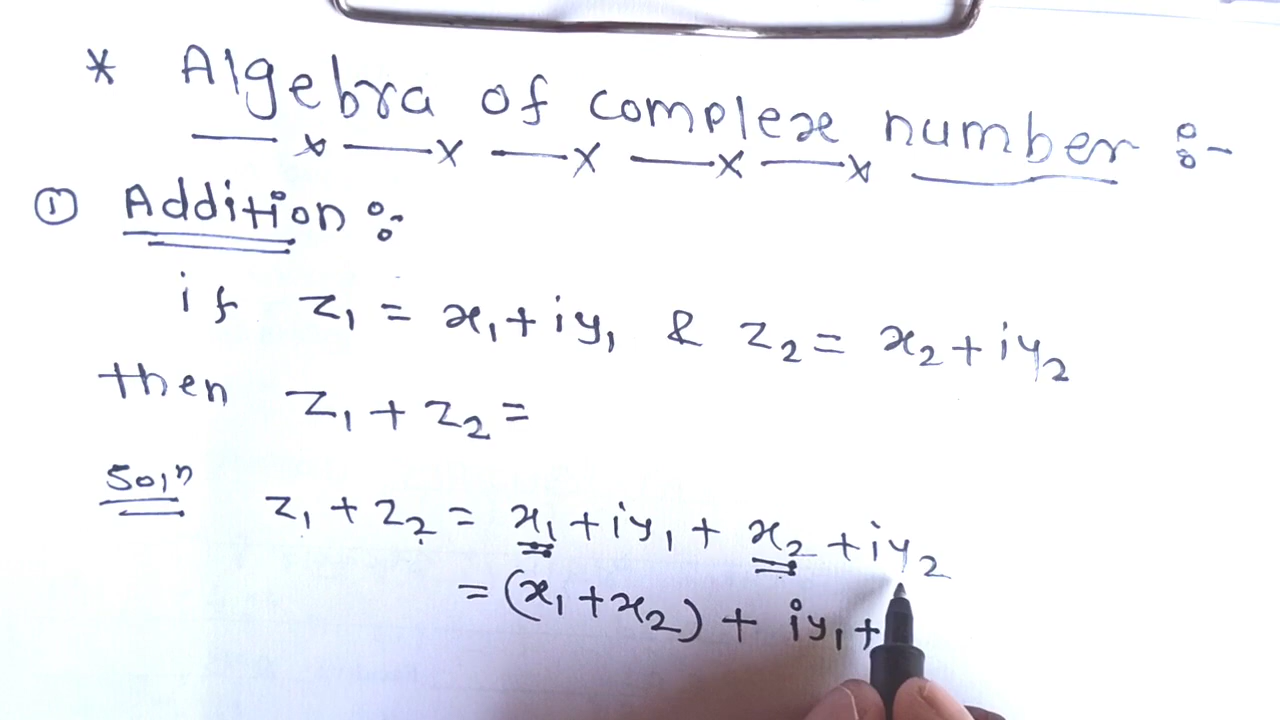 * Algebra of complex number :-
① Addition :-
if z₁ = x₁ + iy₁ & z₂ = x₂ + iy₂
then z₁ + z₂ =
Soln z₁ + z₂ = x₁ + iy₁ + x₂ + iy₂
= (x₁ + x₂) + iy₁ +